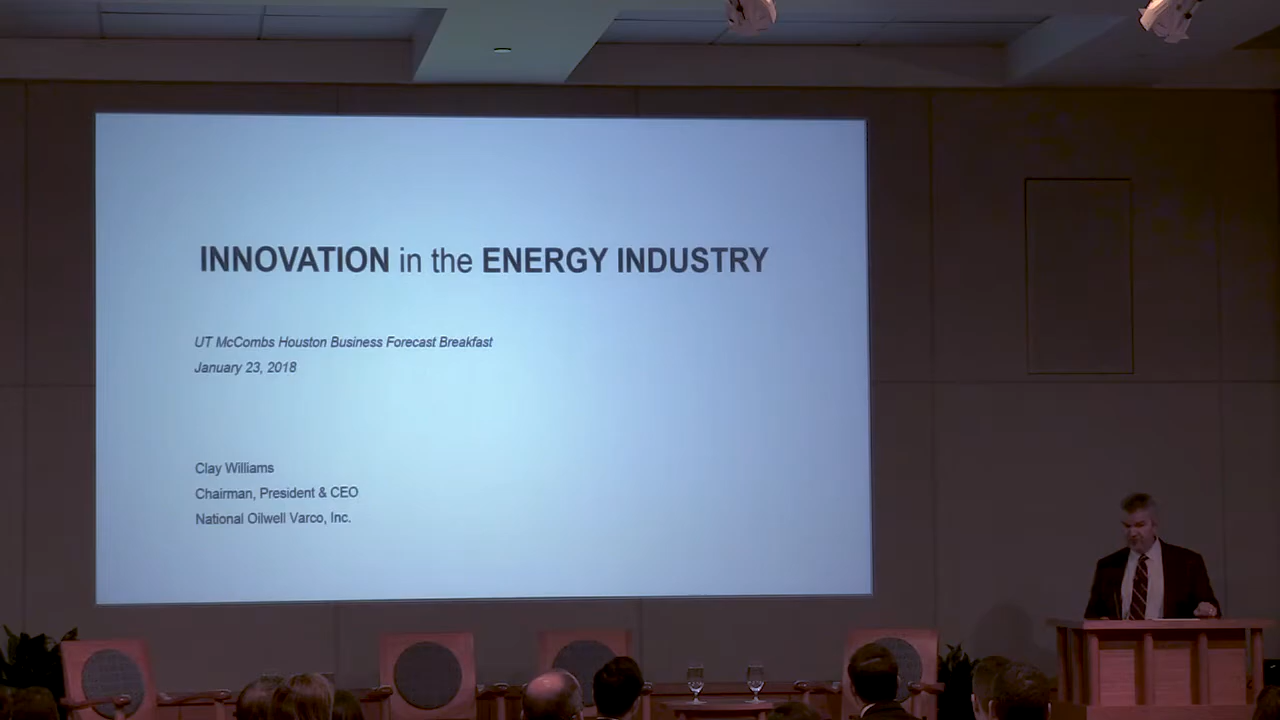 INNOVATION in the ENERGY INDUSTRY
UT McCombs Houston Business Forecast Breakfast
January 23, 2018
Clay Williams
Chairman, President & CEO
National Oilwell Varco, Inc.